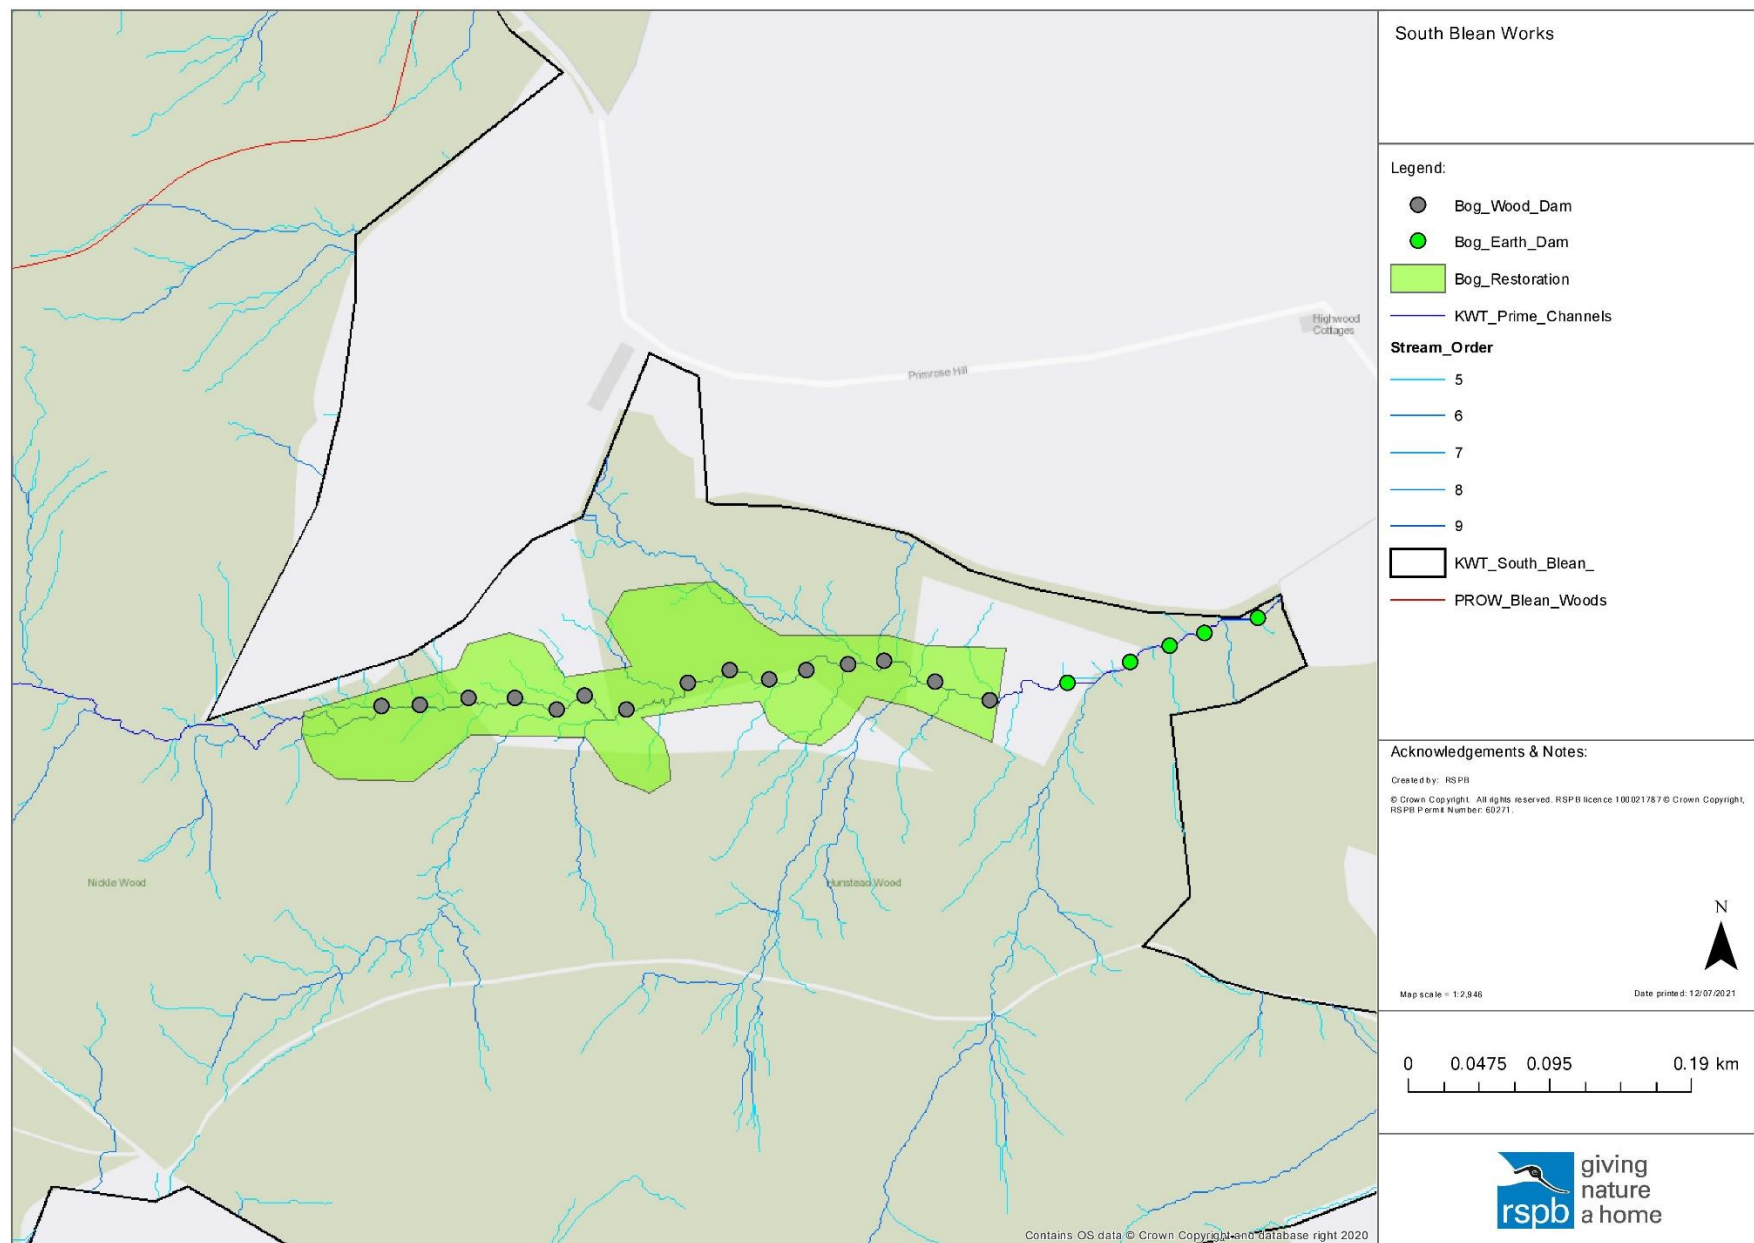 South Blean Works
Legend:
Bog_Wood_Dam
Bog_Earth_Dam
Bog_Restoration
KWT_Prime_Channels
Stream_Order
5
6
7
8
9
KWT_South_Blean_
PROW_Blean_Woods
Highwood
Cottages
Primrose Hill
Nickle Wood
Hunstead Wood
Acknowledgements & Notes:
Created by: RSPB
© Crown Copyright. All rights reserved. RSPB licence 100021787 © Crown Copyright,
RSPB Permit Number: 60271.
N
Map scale = 1:2,946
Date printed: 12/07/2021
0 0.0475 0.095 0.19 km
Contains OS data © Crown Copyright and database right 2020
rspb
giving
nature
a home